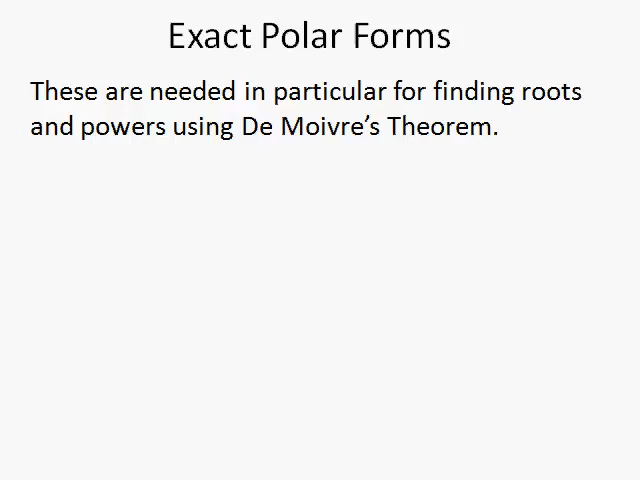 Exact Polar Forms
These are needed in particular for finding roots
and powers using De Moivre’s Theorem.